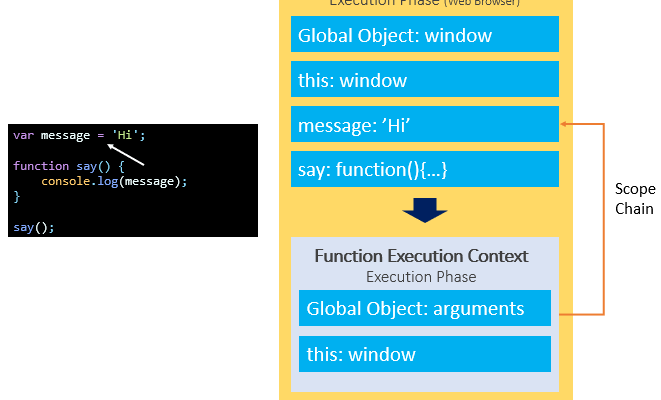 Execution Phase (Web Browser)
Global Object: window
this: window
message: ’Hi’
say: function(){…}
var message = 'Hi';
function say() {
console.log(message);
}
say();
Scope
Chain
Function Execution Context
Execution Phase
Global Object: arguments
this: window